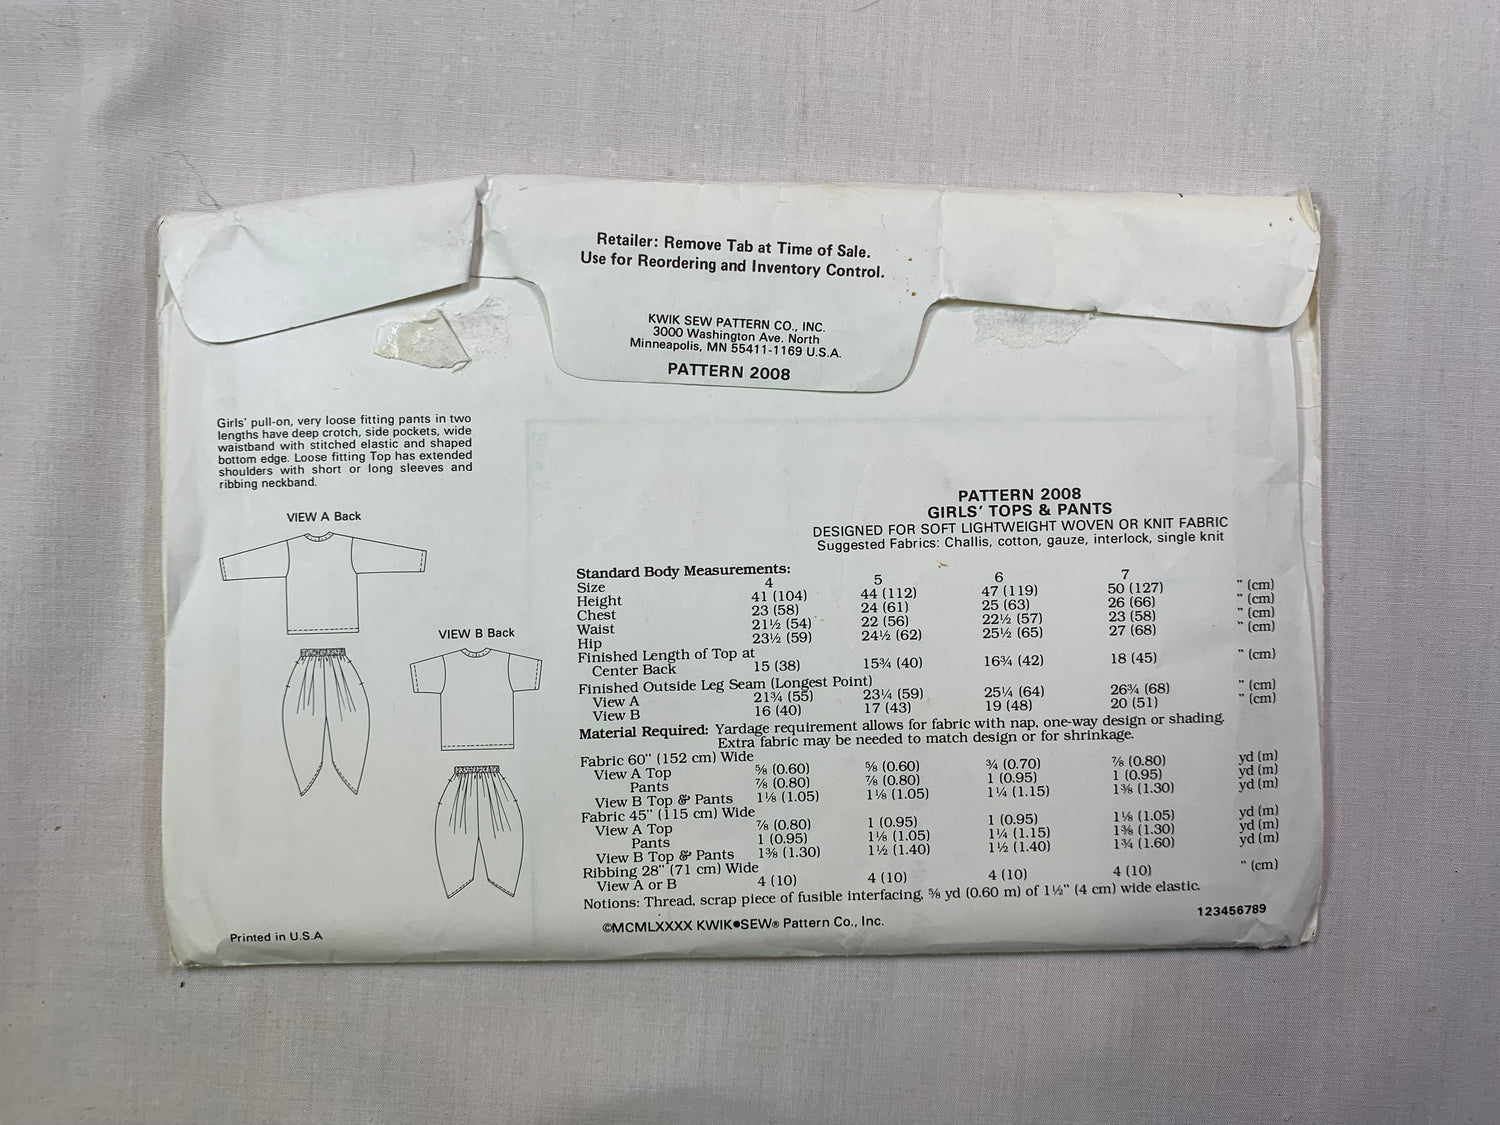 Retailer: Remove Tab at Time of Sale.
Use for Reordering and Inventory Control.
KWIK SEW PATTERN CO., INC.
3000 Washington Ave. North
Minneapolis, MN 55411-1169 U.S.A.
PATTERN 2008
Girls' pull-on, very loose fitting pants in two
lengths have deep crotch, side pockets, wide
waistband with stitched elastic and shaped
bottom edge. Loose fitting Top has extended
shoulders with short or long sleeves and
ribbing neckband.
VIEW A Back
VIEW B Back
Printed in U.S.A
PATTERN 2008
GIRLS' TOPS & PANTS
DESIGNED FOR SOFT LIGHTWEIGHT WOVEN OR KNIT FABRIC
Suggested Fabrics: Challis, cotton, gauze, interlock, single knit
Standard Body Measurements:
Size 4 5 6 7
Height 41 (104) 44 (112) 47 (119) 50 (127) " (cm)
Chest 23 (58) 24 (61) 25 (63) 26 (66) " (cm)
Waist 21½ (54) 22 (56) 22½ (57) 23 (58) " (cm)
Hip 23½ (59) 24½ (62) 25½ (65) 27 (68) " (cm)
Finished Length of Top at
Center Back 15 (38) 15¾ (40) 16¾ (42) 18 (45) " (cm)
Finished Outside Leg Seam (Longest Point)
View A 21¾ (55) 23¼ (59) 25¼ (64) 26¾ (68) " (cm)
View B 16 (40) 17 (43) 19 (48) 20 (51) " (cm)
Material Required: Yardage requirement allows for fabric with nap, one-way design or shading.
Extra fabric may be needed to match design or for shrinkage.
Fabric 60" (152 cm) Wide
View A Top ⅝ (0.60) ⅝ (0.60) ¾ (0.70) ⅞ (0.80) yd (m)
Pants ⅞ (0.80) ⅞ (0.80) 1 (0.95) 1 (0.95) yd (m)
View B Top & Pants 1⅛ (1.05) 1⅛ (1.05) 1¼ (1.15) 1⅜ (1.30) yd (m)
Fabric 45" (115 cm) Wide
View A Top ⅞ (0.80) 1 (0.95) 1 (0.95) 1⅛ (1.05) yd (m)
Pants 1 (0.95) 1⅛ (1.05) 1¼ (1.15) 1⅜ (1.30) yd (m)
View B Top & Pants 1⅜ (1.30) 1½ (1.40) 1½ (1.40) 1¾ (1.60) yd (m)
Ribbing 28" (71 cm) Wide
View A or B 4 (10) 4 (10) 4 (10) 4 (10) " (cm)
Notions: Thread, scrap piece of fusible interfacing, ⅝ yd (0.60 m) of 1½" (4 cm) wide elastic.
©MCMLXXXX KWIK•SEW® Pattern Co., Inc.
123456789